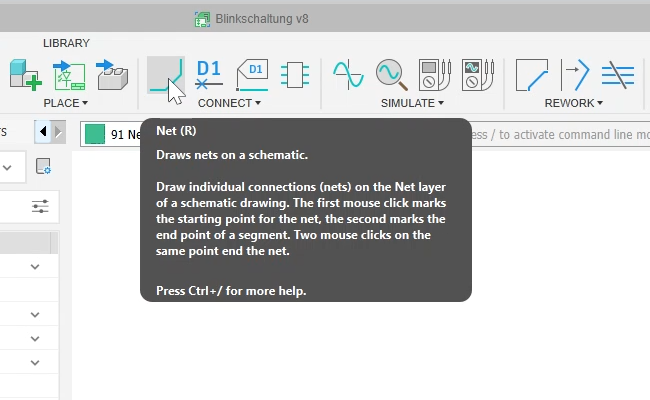 Blinkschaltung v8
LIBRARY
D1
D1
PLACE ▾
CONNECT ▾
SIMULATE ▾
REWORK ▾
rs
91 Ne
ess / to activate command line mo
Net (R)
Draws nets on a schematic.
Draw individual connections (nets) on the Net layer
of a schematic drawing. The first mouse click marks
the starting point for the net, the second marks the
end point of a segment. Two mouse clicks on the
same point end the net.
Press Ctrl+/ for more help.